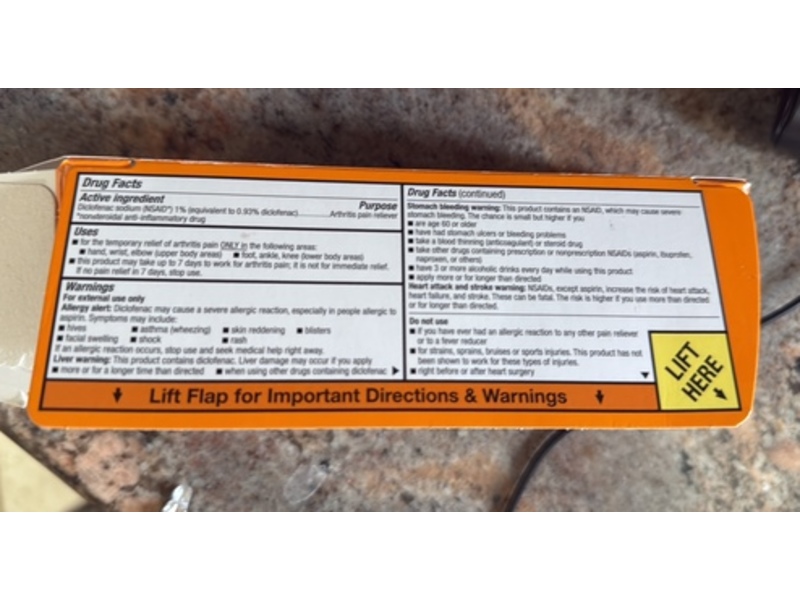 Drug Facts
Active ingredient Purpose
Diclofenac sodium (NSAID*) 1% (equivalent to 0.93% diclofenac)..........Arthritis pain reliever
*nonsteroidal anti-inflammatory drug
Uses
■ for the temporary relief of arthritis pain ONLY in the following areas:
■ hand, wrist, elbow (upper body areas) ■ foot, ankle, knee (lower body areas)
■ this product may take up to 7 days to work for arthritis pain; it is not for immediate relief.
If no pain relief in 7 days, stop use.
Warnings
For external use only
Allergy alert: Diclofenac may cause a severe allergic reaction, especially in people allergic to
aspirin. Symptoms may include:
■ hives ■ asthma (wheezing) ■ skin reddening ■ blisters
■ facial swelling ■ shock ■ rash
If an allergic reaction occurs, stop use and seek medical help right away.
Liver warning: This product contains diclofenac. Liver damage may occur if you apply
■ more or for a longer time than directed ■ when using other drugs containing diclofenac
Drug Facts (continued)
Stomach bleeding warning: This product contains an NSAID, which may cause severe
stomach bleeding. The chance is small but higher if you
■ are age 60 or older
■ have had stomach ulcers or bleeding problems
■ take a blood thinning (anticoagulant) or steroid drug
■ take other drugs containing prescription or nonprescription NSAIDs (aspirin, ibuprofen,
naproxen, or others)
■ have 3 or more alcoholic drinks every day while using this product
■ apply more or for longer than directed
Heart attack and stroke warning: NSAIDs, except aspirin, increase the risk of heart attack,
heart failure, and stroke. These can be fatal. The risk is higher if you use more than directed
or for longer than directed.
Do not use
■ if you have ever had an allergic reaction to any other pain reliever
or to a fever reducer
■ for strains, sprains, bruises or sports injuries. This product has not
been shown to work for these types of injuries.
■ right before or after heart surgery
LIFT
HERE
Lift Flap for Important Directions & Warnings